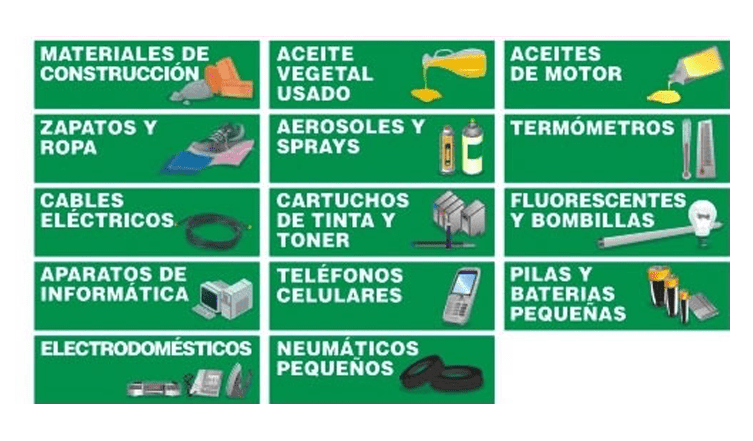 MATERIALES DE
CONSTRUCCIÓN
ACEITE
VEGETAL
USADO
ACEITES
DE MOTOR
ZAPATOS Y
ROPA
AEROSOLES Y
SPRAYS
TERMÓMETROS
CABLES
ELÉCTRICOS
CARTUCHOS
DE TINTA Y
TONER
FLUORESCENTES
Y BOMBILLAS
APARATOS DE
INFORMÁTICA
TELÉFONOS
CELULARES
PILAS Y
BATERIAS
PEQUEÑAS
ELECTRODOMÉSTICOS
NEUMÁTICOS
PEQUEÑOS